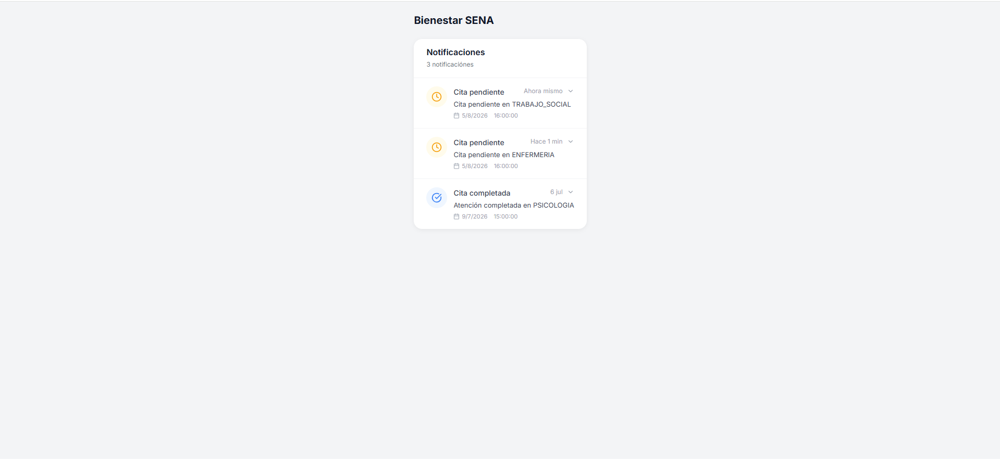 Bienestar SENA
Notificaciones
3 notificaciónes
Cita pendiente Ahora mismo
Cita pendiente en TRABAJO_SOCIAL
5/8/2026 16:00:00
Cita pendiente Hace 1 min
Cita pendiente en ENFERMERIA
5/8/2026 16:00:00
Cita completada 6 jul
Atención completada en PSICOLOGIA
9/7/2026 15:00:00